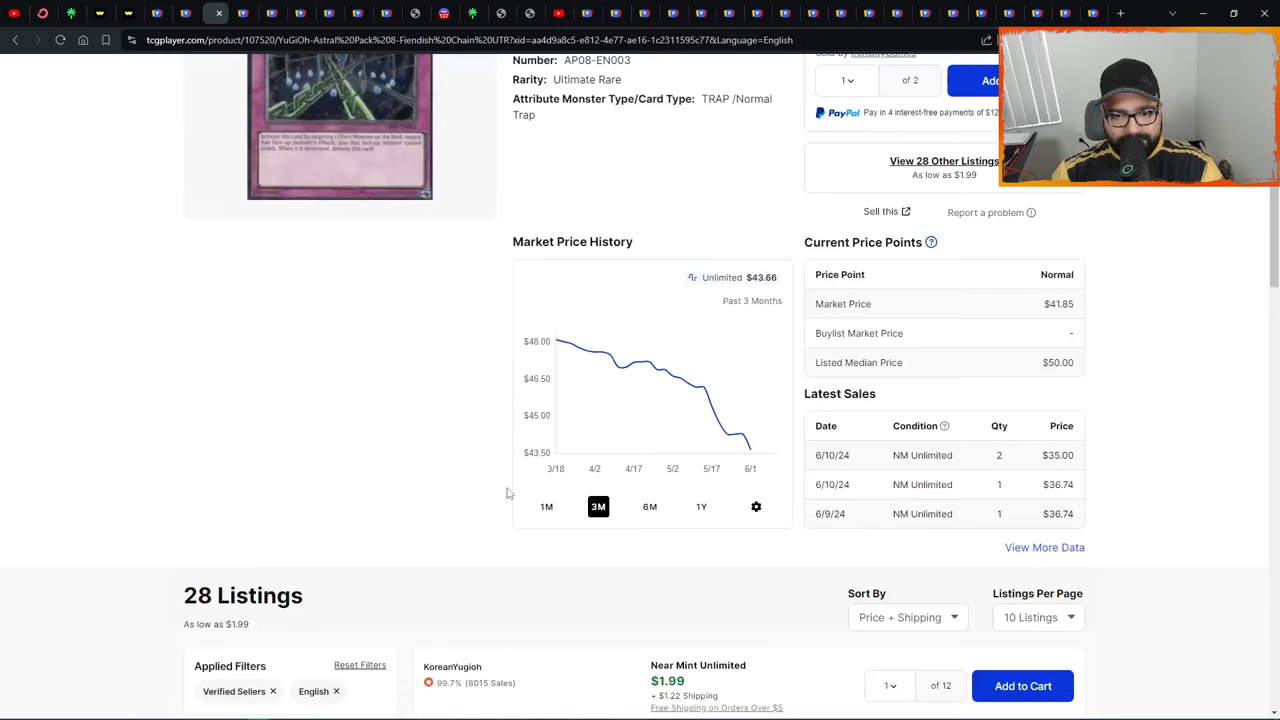 137
tcgplayer.com/product/107520/YuGiOh-Astral%20Pack%208-Fiendish%20Chain%20UTR?xid=aa4d9a8c5-e812-4e77-ae16-1c2311595c77&Language=English
Number: AP08-EN003
Rarity: Ultimate Rare
Attribute Monster Type/Card Type: TRAP /Normal
Trap
Sold by
1
of 2
Add
PayPal Pay in 4 interest-free payments of $12
View 28 Other Listings
As low as $1.99
Sell this
Report a problem
Market Price History
Unlimited $43.66
Past 3 Months
$48.00
$46.50
$45.00
$43.50
3/18 4/2 4/17 5/2 5/17 6/1
1M 3M 6M 1Y
Current Price Points
Price Point Normal
Market Price $41.85
Buylist Market Price -
Listed Median Price $50.00
Latest Sales
Date Condition Qty Price
6/10/24 NM Unlimited 2 $35.00
6/10/24 NM Unlimited 1 $36.74
6/9/24 NM Unlimited 1 $36.74
View More Data
28 Listings
As low as $1.99
Sort By
Price + Shipping
Listings Per Page
10 Listings
Applied Filters
Reset Filters
Verified Sellers ×
English ×
KoreanYugioh
99.7% (8015 Sales)
Near Mint Unlimited
$1.99
+ $1.22 Shipping
Free Shipping on Orders Over $5
1
of 12
Add to Cart